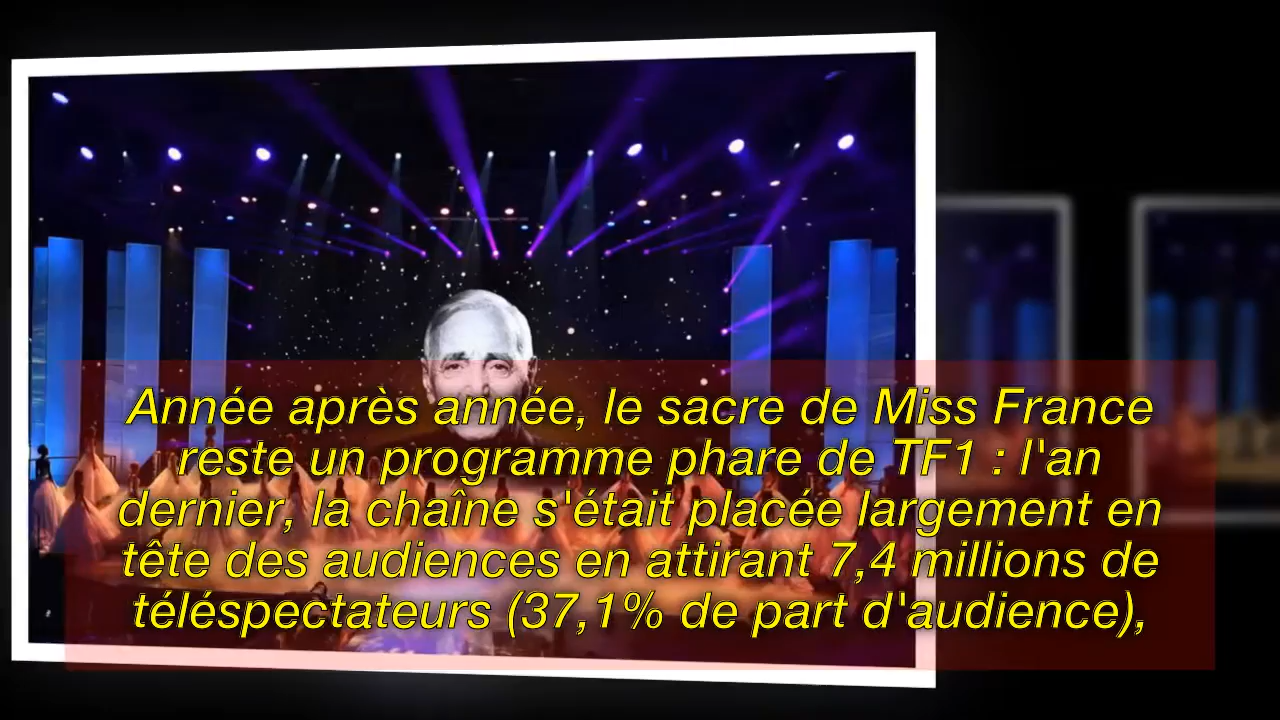 Année après année, le sacre de Miss France
reste un programme phare de TF1 : l'an
dernier, la chaîne s'était placée largement en
tête des audiences en attirant 7,4 millions de
téléspectateurs (37,1% de part d'audience),